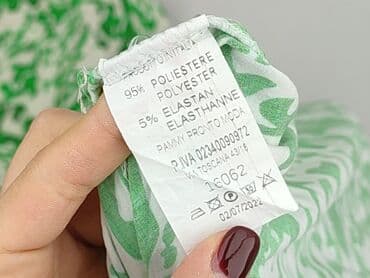 PRODOTTO IN ITALIA
95% POLIESTERE
POLYESTER
5% ELASTAN
ELASTHANNE
PAMMY PRONTO MODA
P.IVA 02340090972
VIA TOSCANA 43/16
16062
02/07/2022